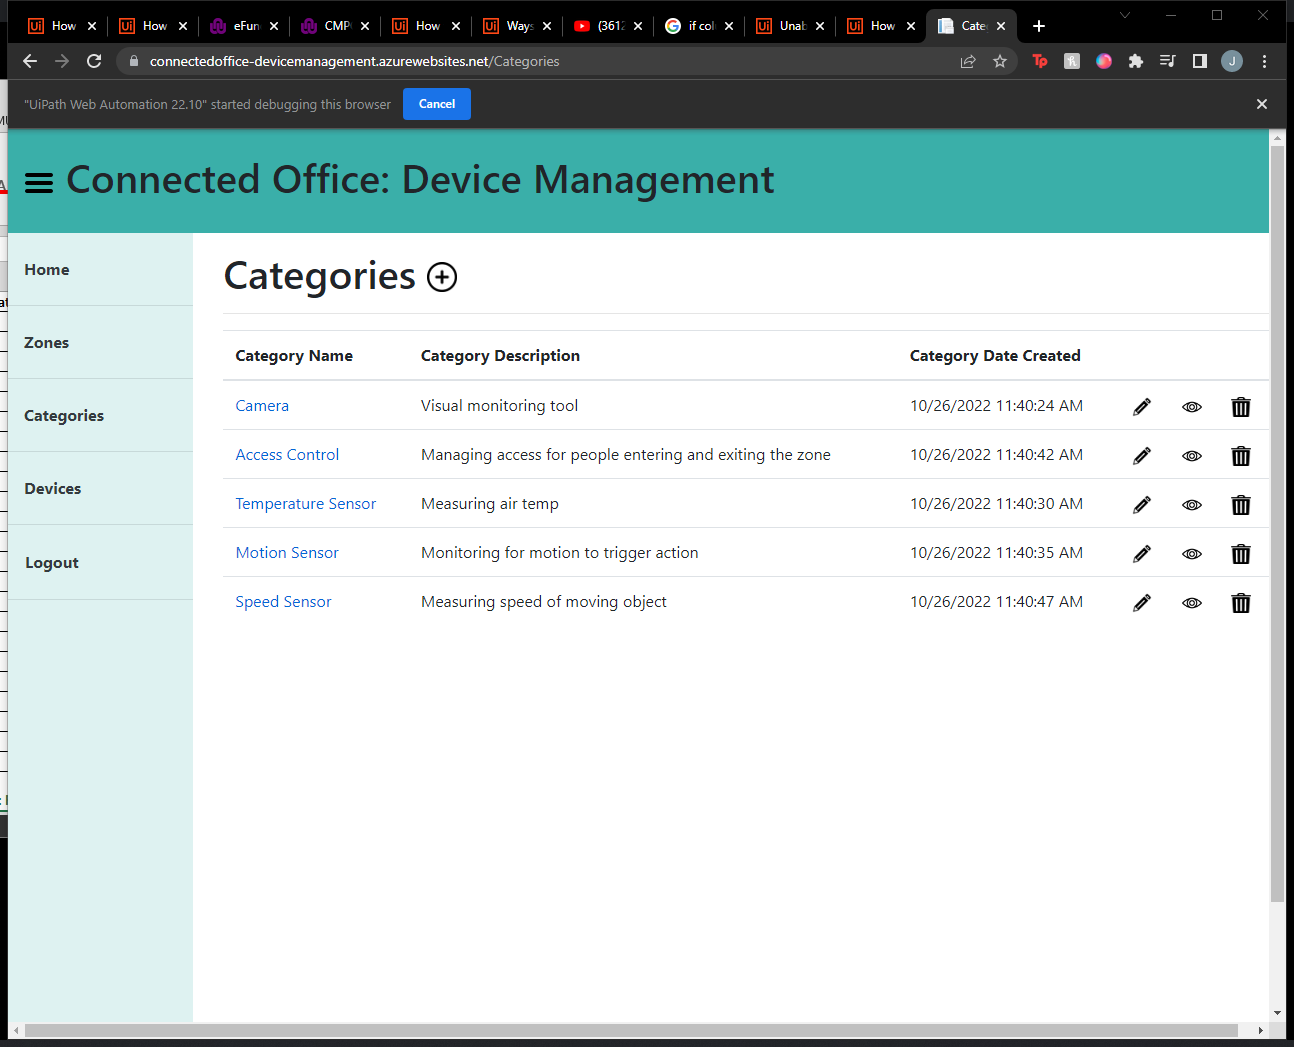 How
How
eFun
CMP
How
Ways
(361
if col
Unab
How
Cate
connectedoffice-devicemanagement.azurewebsites.net/Categories
Tp
J
"UiPath Web Automation 22.10" started debugging this browser
Cancel
Connected Office: Device Management
Home
Zones
Categories
Devices
Logout
Categories
Category Name Category Description Category Date Created
Camera Visual monitoring tool 10/26/2022 11:40:24 AM
Access Control Managing access for people entering and exiting the zone 10/26/2022 11:40:42 AM
Temperature Sensor Measuring air temp 10/26/2022 11:40:30 AM
Motion Sensor Monitoring for motion to trigger action 10/26/2022 11:40:35 AM
Speed Sensor Measuring speed of moving object 10/26/2022 11:40:47 AM